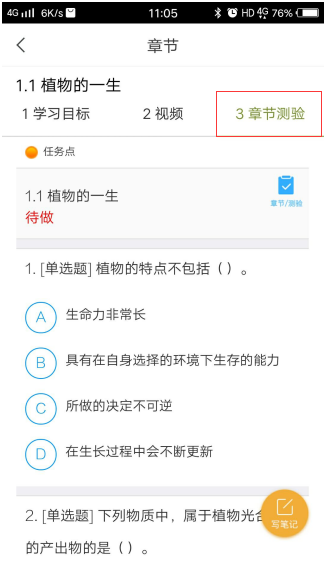 4G 6K/s 11:05 HD 4G 76%
章节
1.1 植物的一生
1 学习目标 2 视频 3 章节测验
任务点
1.1 植物的一生
待做
章节/测验
1. [单选题] 植物的特点不包括（）。
A 生命力非常长
B 具有在自身选择的环境下生存的能力
C 所做的决定不可逆
D 在生长过程中会不断更新
2. [单选题] 下列物质中，属于植物光合
的产出物的是（）。
写笔记